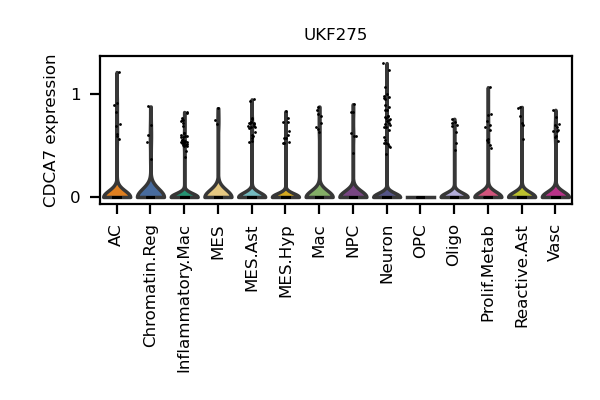 UKF275
CDCA7 expression
1
0
AC
Chromatin.Reg
Inflammatory.Mac
MES
MES.Ast
MES.Hyp
Mac
NPC
Neuron
OPC
Oligo
Prolif.Metab
Reactive.Ast
Vasc